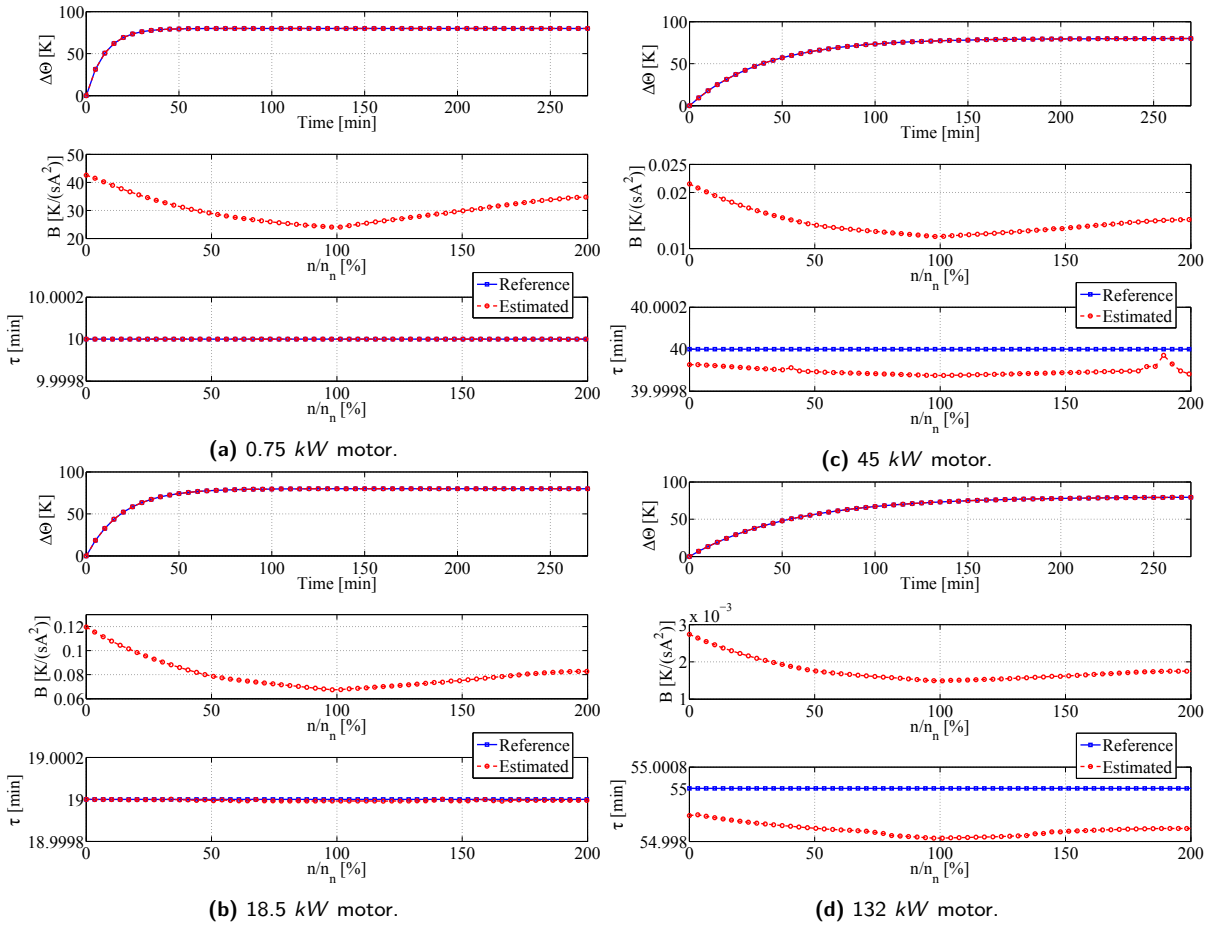 100
50
0
ΔΘ [K]
0 50 100 150 200 250
Time [min]
50
40
30
20
B [K/(sA²)]
0 50 100 150 200
n/nₙ [%]
Reference
Estimated
10.0002
10
9.9998
τ [min]
0 50 100 150 200
n/nₙ [%]
(a) 0.75 kW motor.
100
50
0
ΔΘ [K]
0 50 100 150 200 250
Time [min]
0.12
0.1
0.08
0.06
B [K/(sA²)]
0 50 100 150 200
n/nₙ [%]
Reference
Estimated
19.0002
19
18.9998
τ [min]
0 50 100 150 200
n/nₙ [%]
(b) 18.5 kW motor.
100
50
0
ΔΘ [K]
0 50 100 150 200 250
Time [min]
0.025
0.02
0.01
B [K/(sA²)]
0 50 100 150 200
n/nₙ [%]
Reference
Estimated
40.0002
40
39.9998
τ [min]
0 50 100 150 200
n/nₙ [%]
(c) 45 kW motor.
100
50
0
ΔΘ [K]
0 50 100 150 200 250
Time [min]
x 10⁻³
3
2
1
B [K/(sA²)]
0 50 100 150 200
n/nₙ [%]
Reference
Estimated
55.0008
55
54.998
τ [min]
0 50 100 150 200
n/nₙ [%]
(d) 132 kW motor.